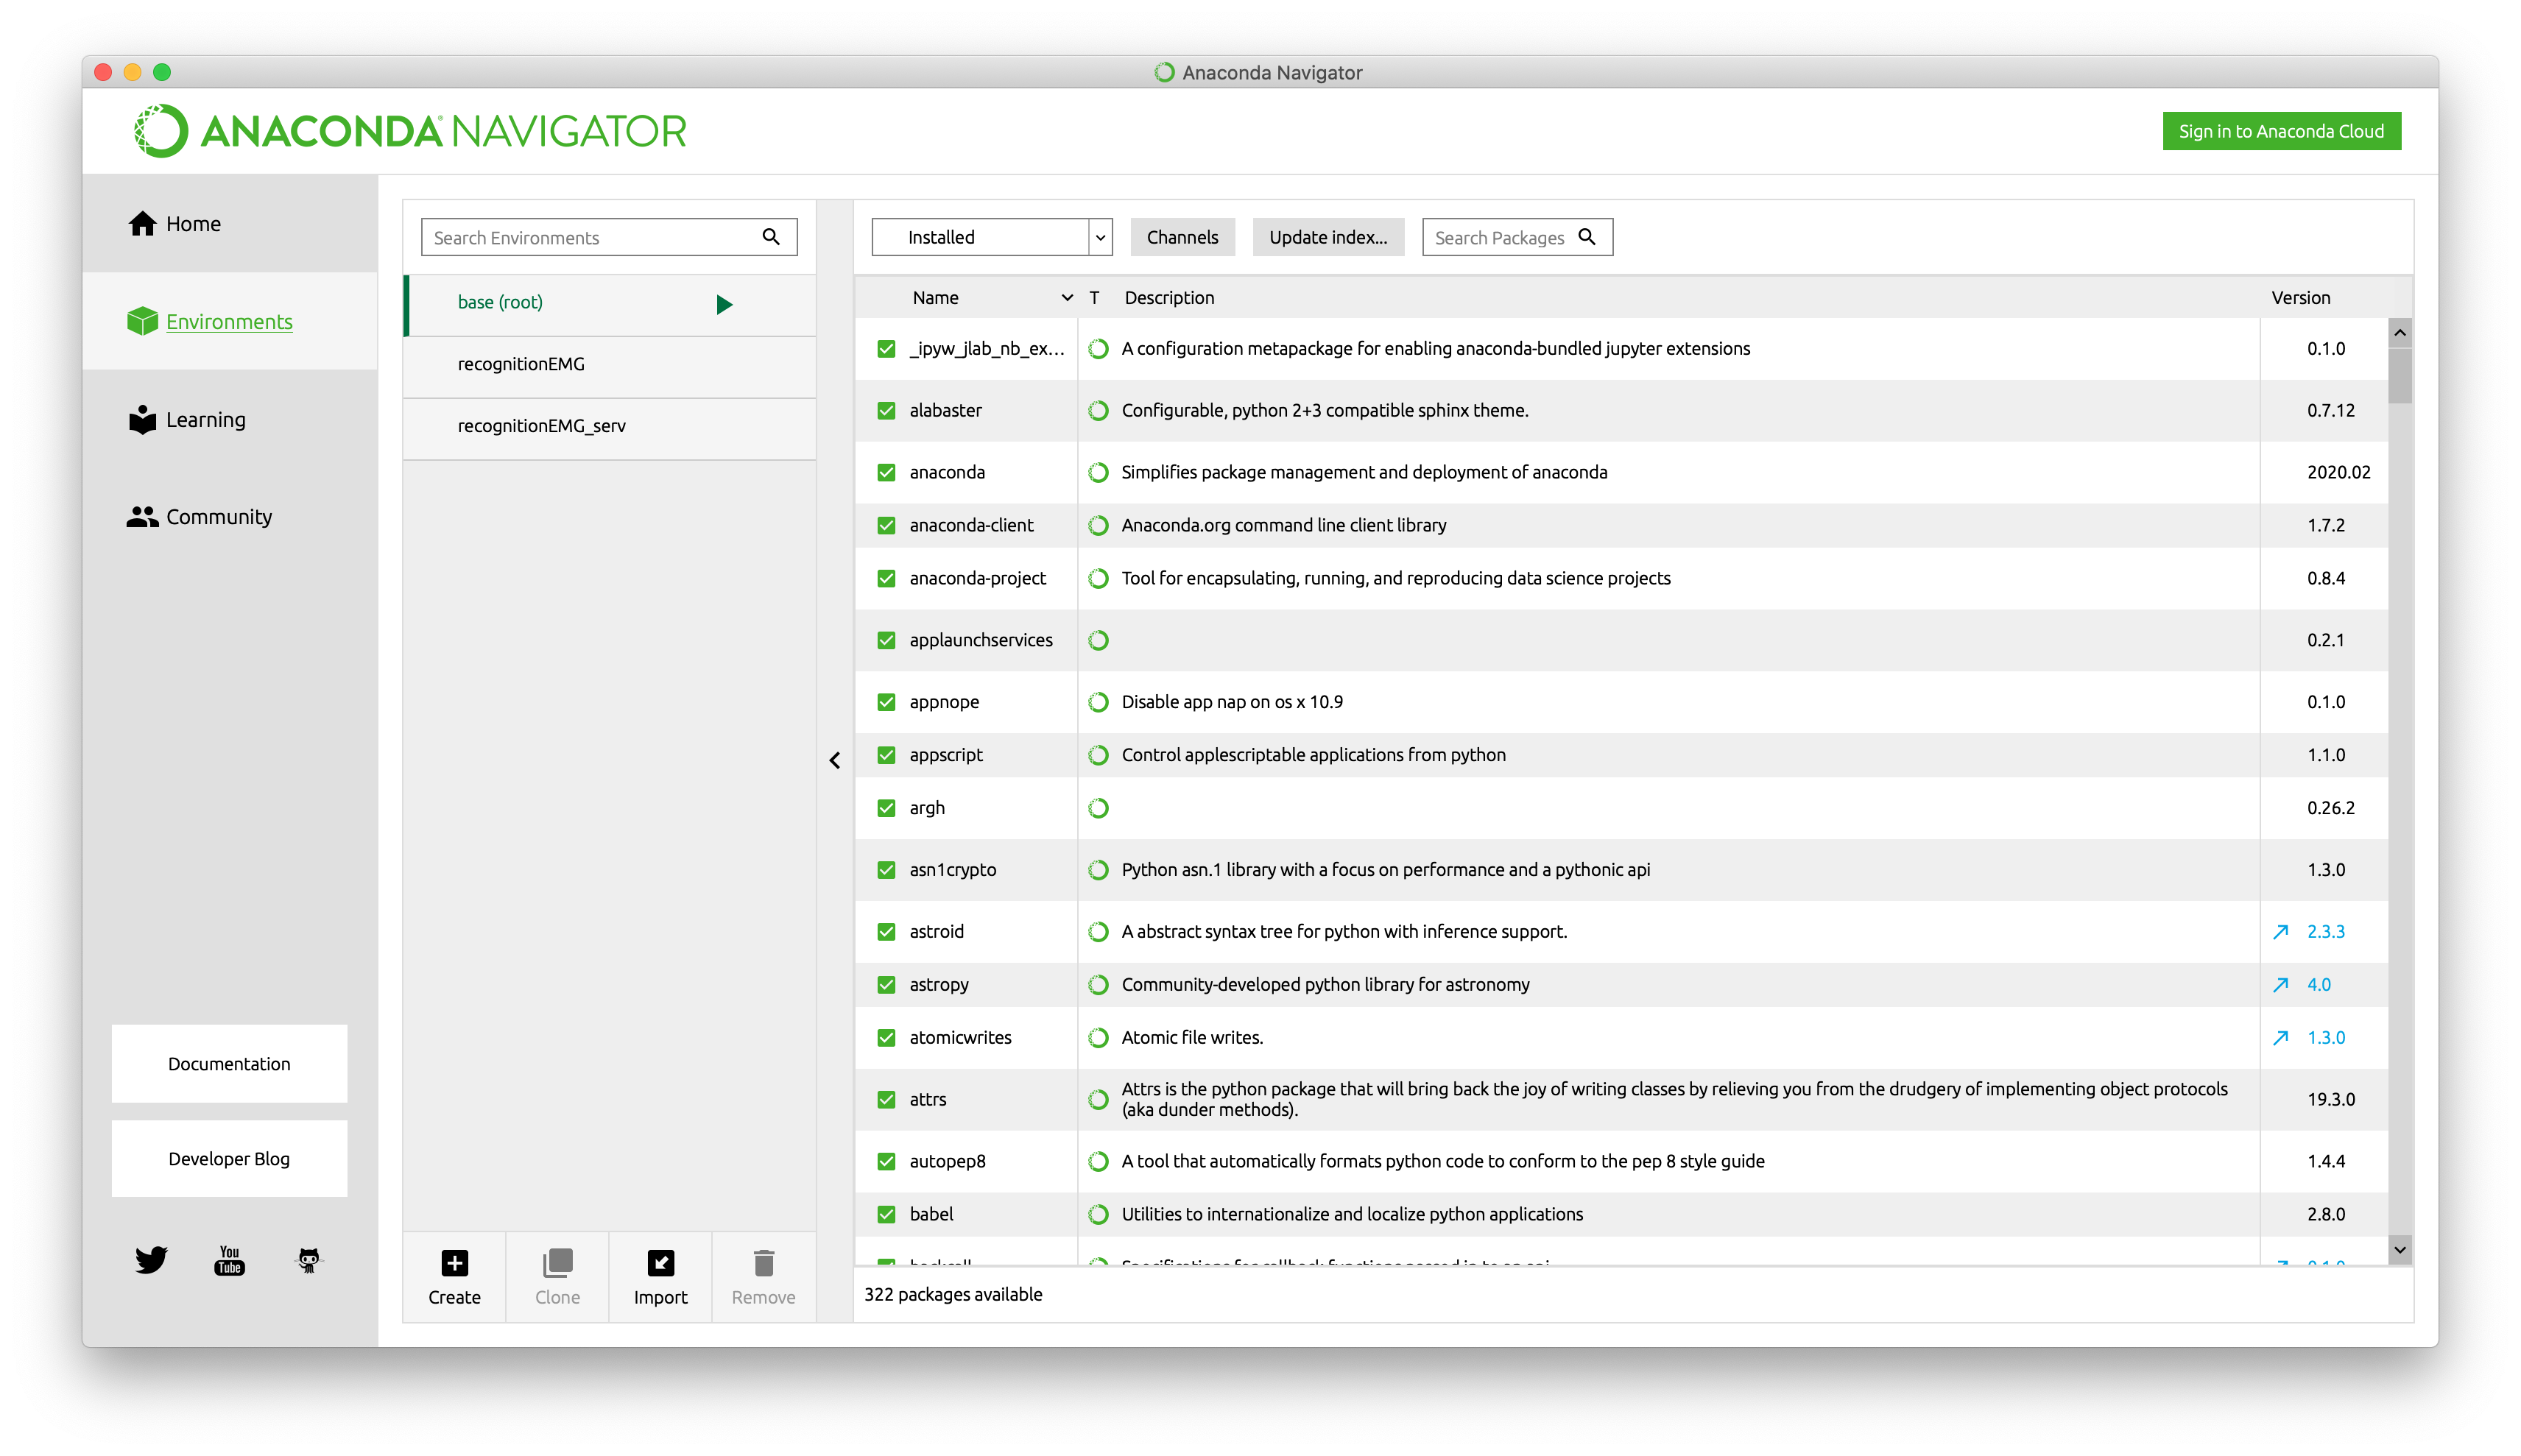 Anaconda Navigator
ANACONDA NAVIGATOR
Sign in to Anaconda Cloud
Home
Environments
Learning
Community
Documentation
Developer Blog
You
Tube
Search Environments
base (root)
recognitionEMG
recognitionEMG_serv
Create
Clone
Import
Remove
Installed
Channels
Update index...
Search Packages
Name T Description Version
_ipyw_jlab_nb_ex... A configuration metapackage for enabling anaconda-bundled jupyter extensions 0.1.0
alabaster Configurable, python 2+3 compatible sphinx theme. 0.7.12
anaconda Simplifies package management and deployment of anaconda 2020.02
anaconda-client Anaconda.org command line client library 1.7.2
anaconda-project Tool for encapsulating, running, and reproducing data science projects 0.8.4
applaunchservices 0.2.1
appnope Disable app nap on os x 10.9 0.1.0
appscript Control applescriptable applications from python 1.1.0
argh 0.26.2
asn1crypto Python asn.1 library with a focus on performance and a pythonic api 1.3.0
astroid A abstract syntax tree for python with inference support. 2.3.3
astropy Community-developed python library for astronomy 4.0
atomicwrites Atomic file writes. 1.3.0
attrs Attrs is the python package that will bring back the joy of writing classes by relieving you from the drudgery of implementing object protocols
(aka dunder methods). 19.3.0
autopep8 A tool that automatically formats python code to conform to the pep 8 style guide 1.4.4
babel Utilities to internationalize and localize python applications 2.8.0
322 packages available